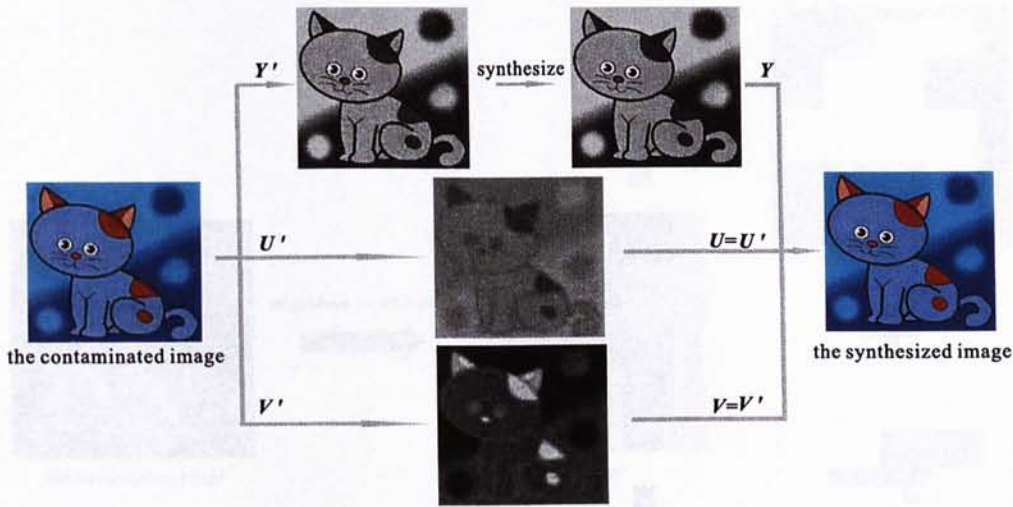 Y'
synthesize
Y
U'
U=U'
the contaminated image
the synthesized image
V'
V=V'